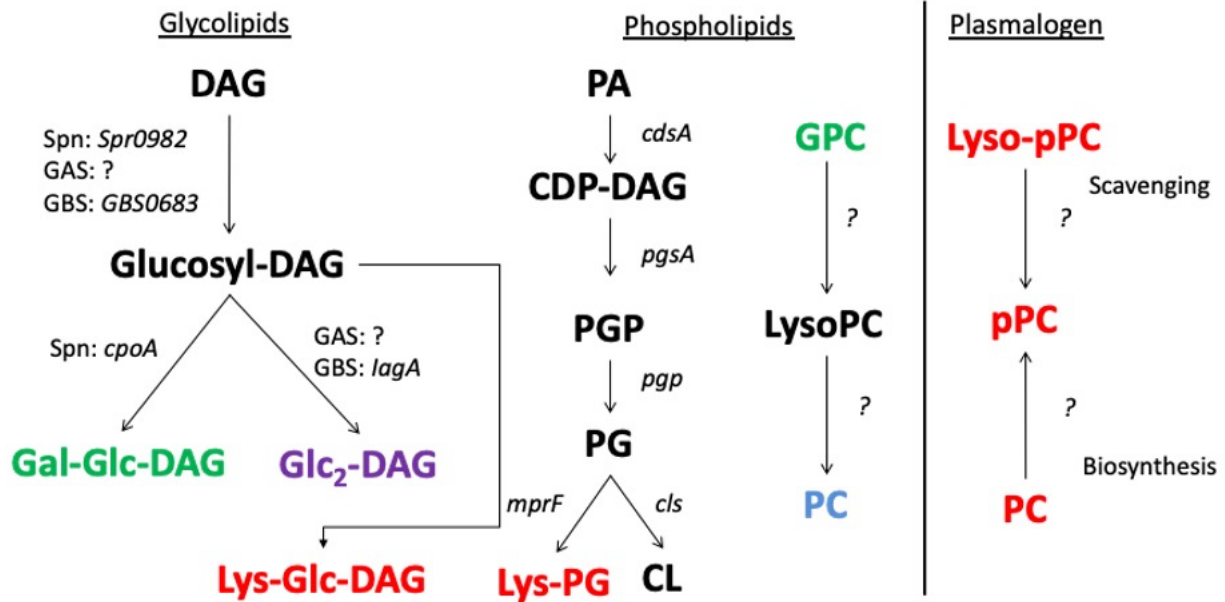 Glycolipids
DAG
Spn: Spr0982
GAS: ?
GBS: GBS0683
Glucosyl-DAG
Spn: cpoA
GAS: ?
GBS: lagA
Gal-Glc-DAG
Glc₂-DAG
Lys-Glc-DAG
Phospholipids
PA
cdsA
CDP-DAG
pgsA
PGP
pgp
PG
mprF
cls
Lys-PG
CL
GPC
?
LysoPC
?
PC
Plasmalogen
Lyso-pPC
Scavenging
?
pPC
?
Biosynthesis
PC